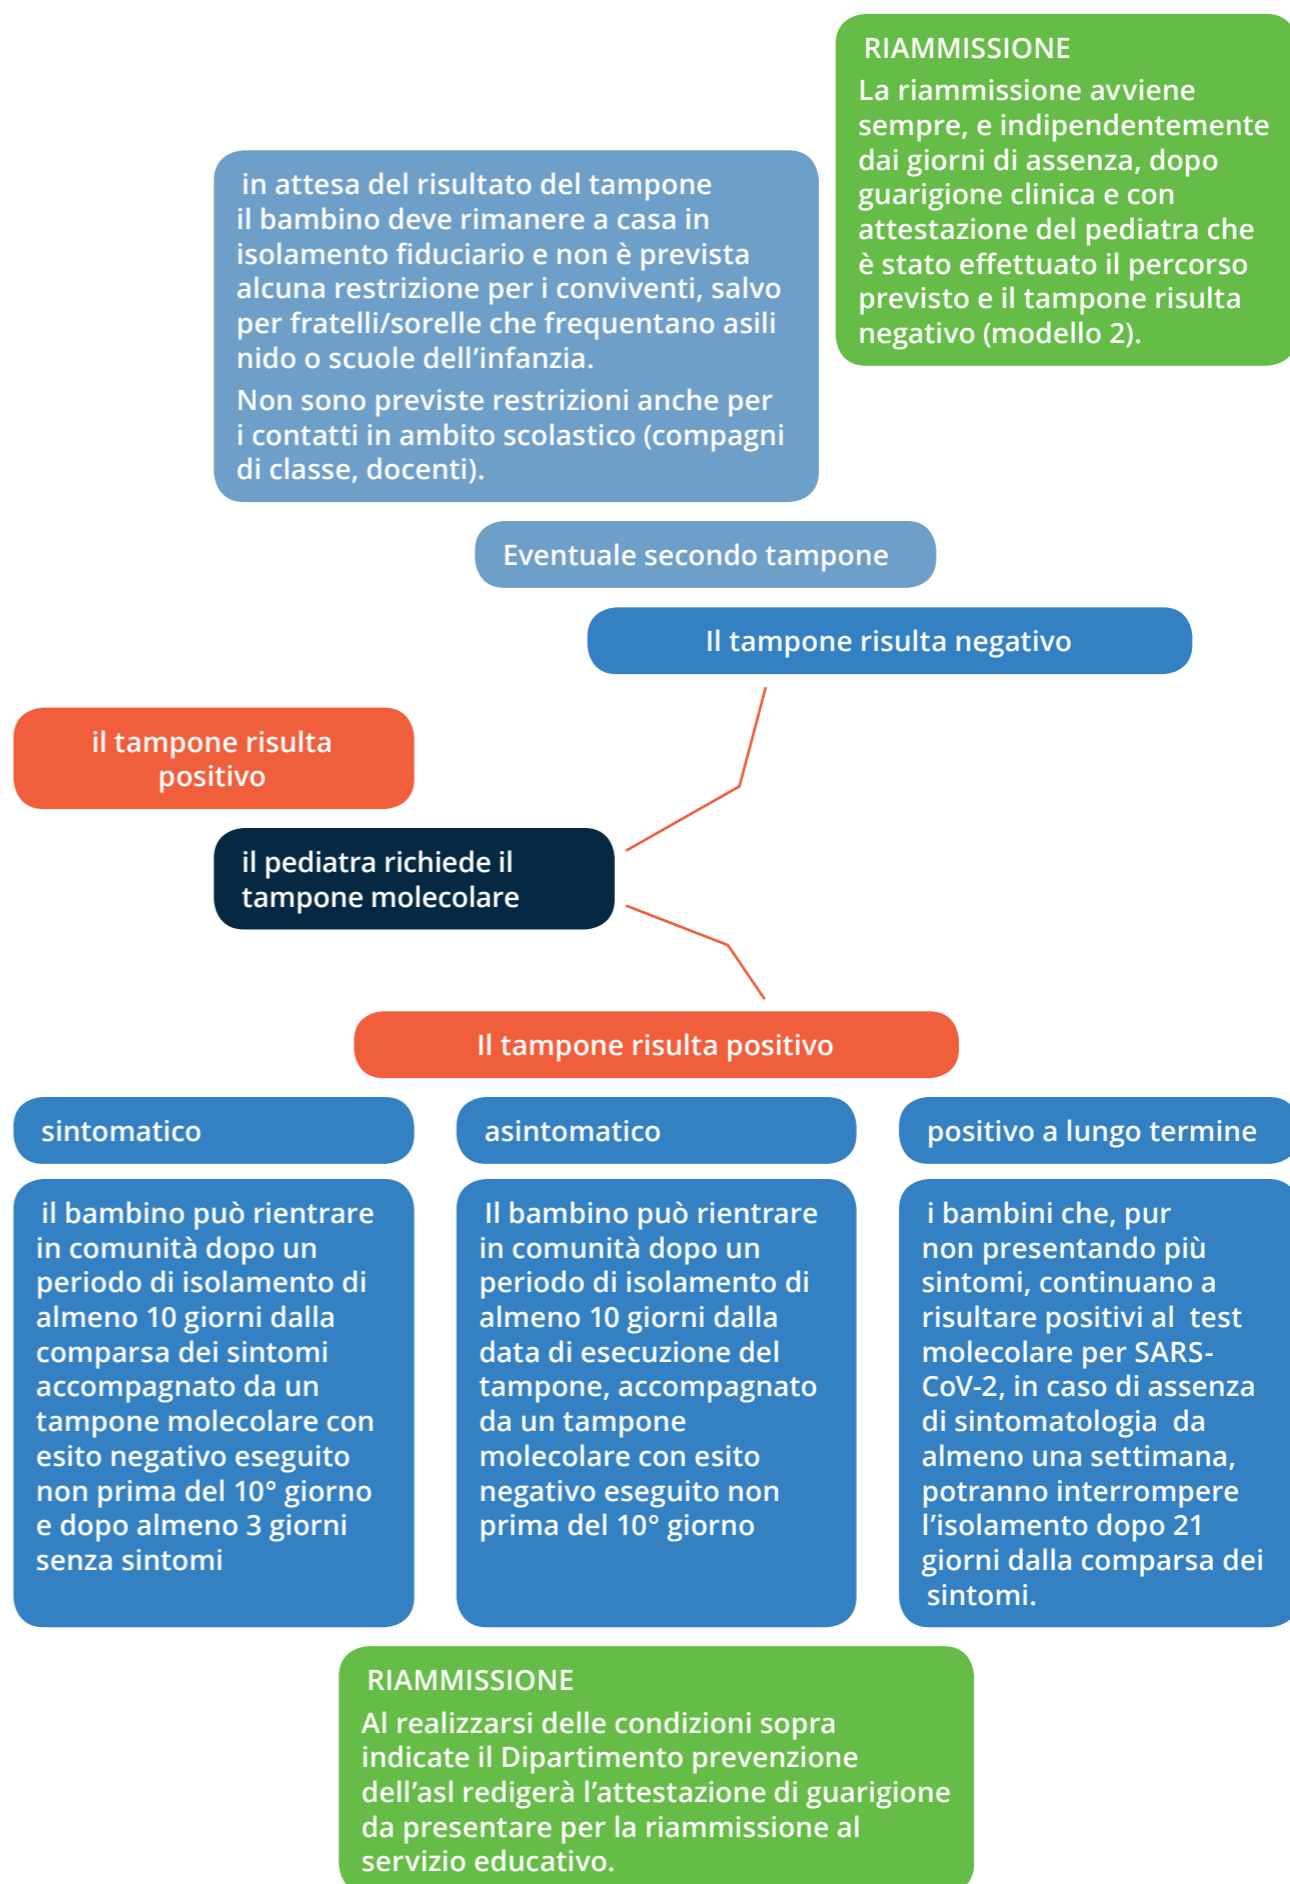 RIAMMISSIONE
La riammissione avviene
sempre, e indipendentemente
dai giorni di assenza, dopo
guarigione clinica e con
attestazione del pediatra che
è stato effettuato il percorso
previsto e il tampone risulta
negativo (modello 2).
in attesa del risultato del tampone
il bambino deve rimanere a casa in
isolamento fiduciario e non è prevista
alcuna restrizione per i conviventi, salvo
per fratelli/sorelle che frequentano asili
nido o scuole dell’infanzia.
Non sono previste restrizioni anche per
i contatti in ambito scolastico (compagni
di classe, docenti).
Eventuale secondo tampone
Il tampone risulta negativo
il tampone risulta
positivo
il pediatra richiede il
tampone molecolare
Il tampone risulta positivo
sintomatico
il bambino può rientrare
in comunità dopo un
periodo di isolamento di
almeno 10 giorni dalla
comparsa dei sintomi
accompagnato da un
tampone molecolare con
esito negativo eseguito
non prima del 10° giorno
e dopo almeno 3 giorni
senza sintomi
asintomatico
Il bambino può rientrare
in comunità dopo un
periodo di isolamento di
almeno 10 giorni dalla
data di esecuzione del
tampone, accompagnato
da un tampone
molecolare con esito
negativo eseguito non
prima del 10° giorno
positivo a lungo termine
i bambini che, pur
non presentando più
sintomi, continuano a
risultare positivi al test
molecolare per SARS-
CoV-2, in caso di assenza
di sintomatologia da
almeno una settimana,
potranno interrompere
l’isolamento dopo 21
giorni dalla comparsa dei
sintomi.
RIAMMISSIONE
Al realizzarsi delle condizioni sopra
indicate il Dipartimento prevenzione
dell’asl redigerà l’attestazione di guarigione
da presentare per la riammissione al
servizio educativo.